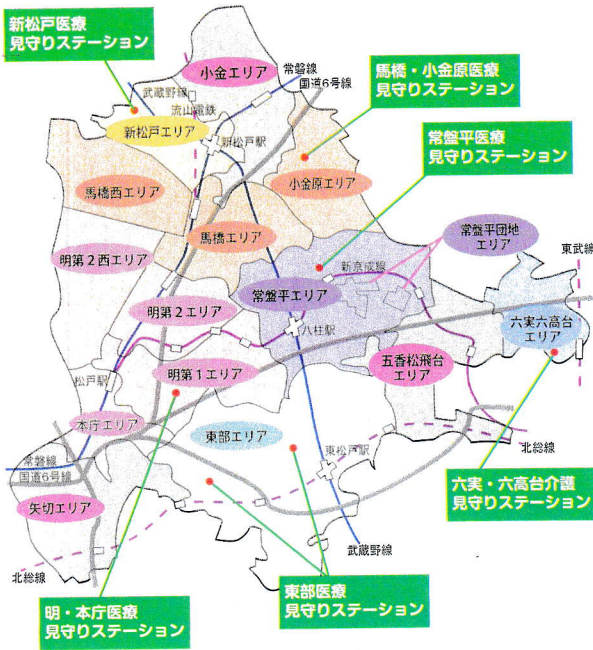 新松戸医療
見守りステーション
小金エリア
常磐線
国道6号線
武蔵野線
流山電鉄
馬橋・小金原医療
見守りステーション
新松戸エリア
新松戸駅
常盤平医療
見守りステーション
小金原エリア
馬橋西エリア
馬橋エリア
常盤平団地
エリア
明第2西エリア
新京成線
東武線
常盤平エリア
明第2エリア
八柱駅
六実六高台
エリア
五香松飛台
エリア
松戸駅
明第1エリア
本庁エリア
東部エリア
東松戸駅
北総線
常磐線
国道6号線
矢切エリア
六実・六高台介護
見守りステーション
武蔵野線
北総線
明・本庁医療
見守りステーション
東部医療
見守りステーション